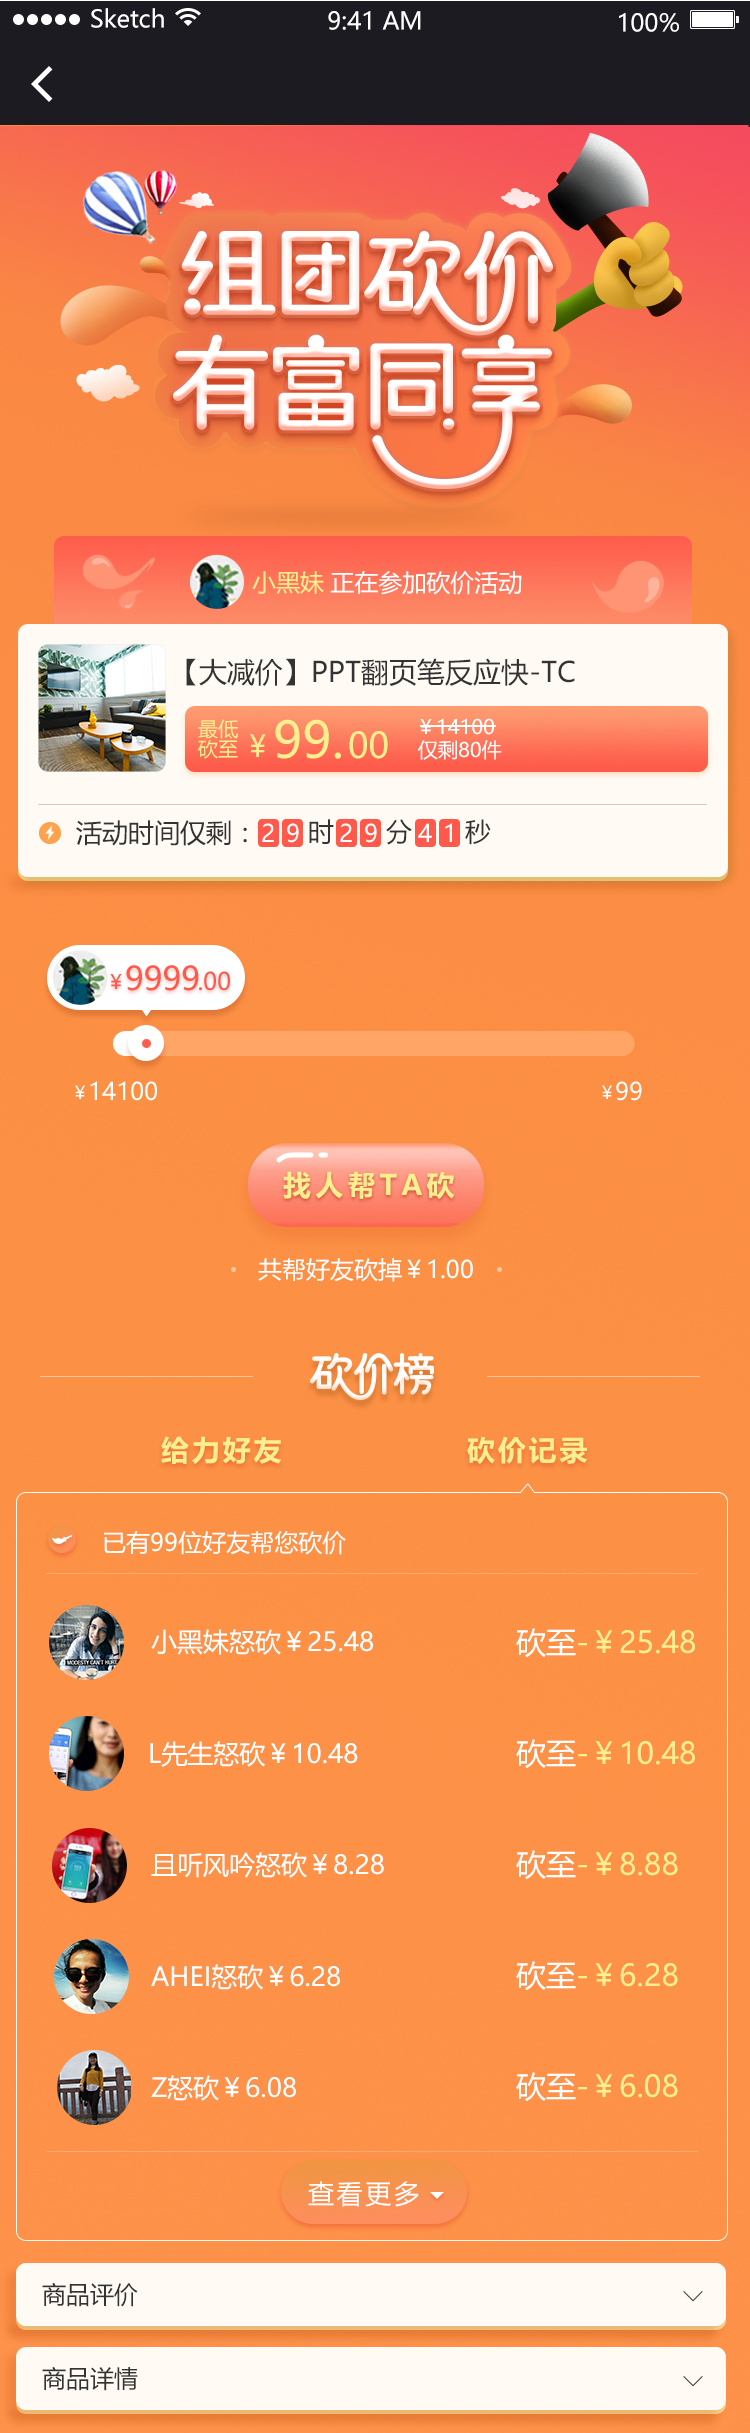 Sketch 9:41 AM 100%
组团砍价
有富同享
小黑妹 正在参加砍价活动
【大减价】PPT翻页笔反应快-TC
最低
砍至 ¥99.00
¥14100
仅剩80件
活动时间仅剩：29时29分41秒
¥9999.00
¥14100 ¥99
找人帮TA砍
共帮好友砍掉¥1.00
砍价榜
给力好友 砍价记录
已有99位好友帮您砍价
MODESTY CAN'T HURT
小黑妹怒砍¥25.48 砍至-¥25.48
L先生怒砍¥10.48 砍至-¥10.48
且听风吟怒砍¥8.28 砍至-¥8.88
AHEI怒砍¥6.28 砍至-¥6.28
Z怒砍¥6.08 砍至-¥6.08
查看更多
商品评价
商品详情